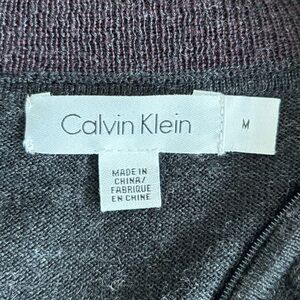 Calvin Klein
M
MADE IN
CHINA/
FABRIQUE
EN CHINE